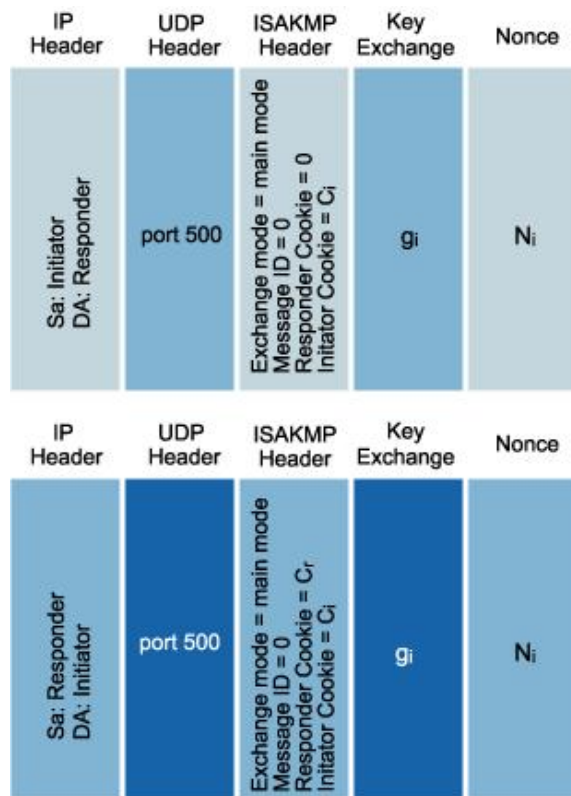 IP Header
UDP Header
ISAKMP Header
Key Exchange
Nonce
Sa: Initiator
DA: Responder
port 500
Exchange mode = main mode
Message ID = 0
Responder Cookie = 0
Initator Cookie = Ci
gi
Ni
IP Header
UDP Header
ISAKMP Header
Key Exchange
Nonce
Sa: Responder
DA: Initiator
port 500
Exchange mode = main mode
Message ID = 0
Responder Cookie = Cr
Initator Cookie = Ci
gi
Ni